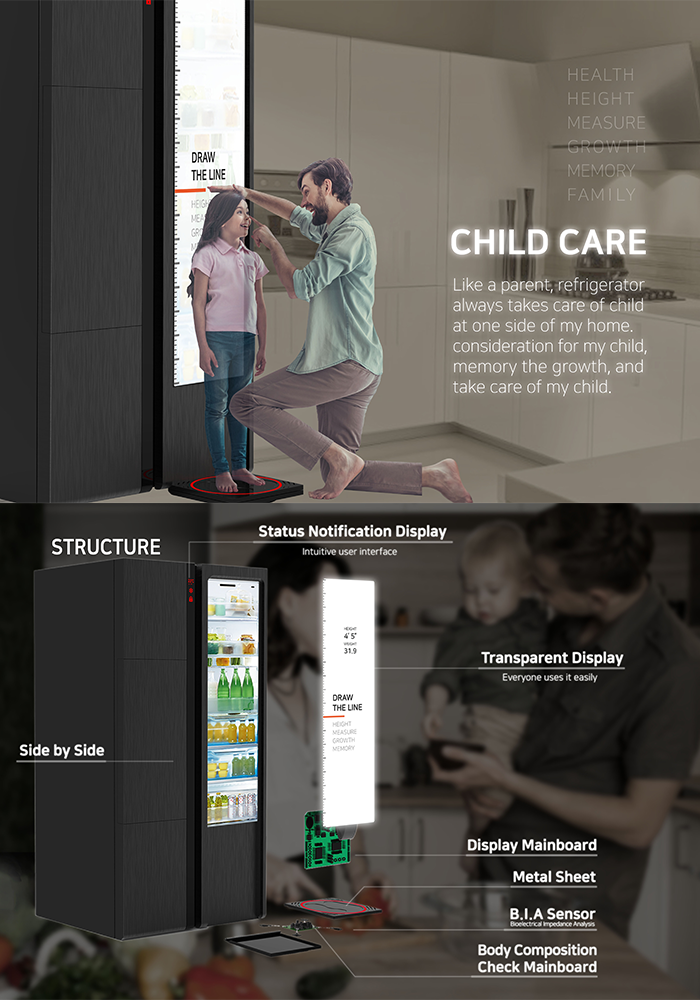 DRAW
THE LINE
HEIGHT
HEALTH
HEIGHT
MEASURE
GROWTH
MEMORY
FAMILY
CHILD CARE
Like a parent, refrigerator
always takes care of child
at one side of my home.
consideration for my child,
memory the growth, and
take care of my child.
STRUCTURE
Status Notification Display
Intuitive user interface
HEIGHT
4' 5"
WEIGHT
31.9
Transparent Display
Everyone uses it easily
DRAW
THE LINE
HEIGHT
MEASURE
GROWTH
MEMORY
Side by Side
Display Mainboard
Metal Sheet
B.I.A Sensor
Bioelectrical Impedance Analysis
Body Composition
Check Mainboard